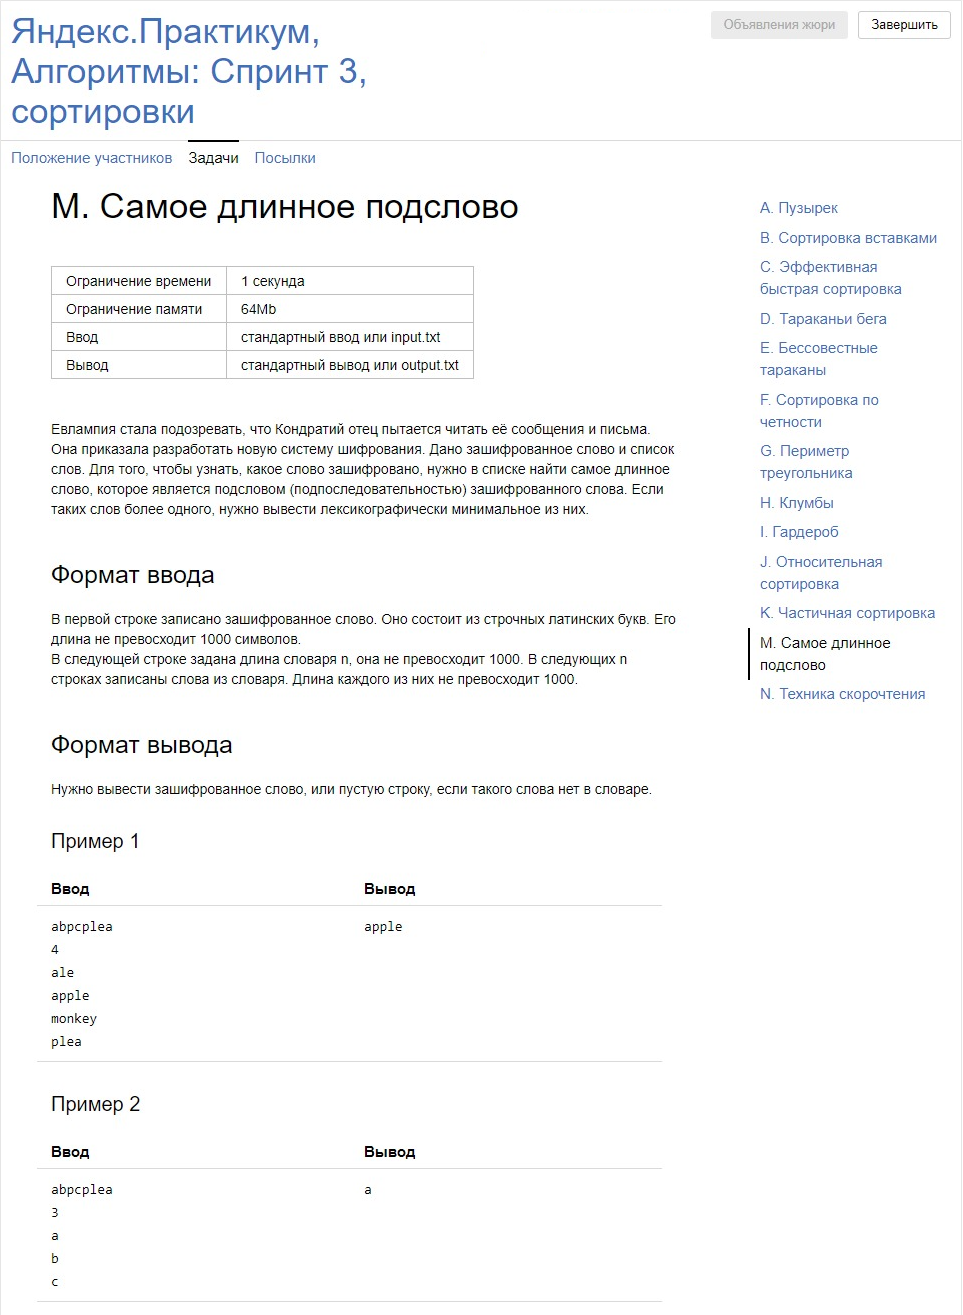 Яндекс.Практикум,
Алгоритмы: Спринт 3,
сортировки
Объявления жюри
Завершить
Положение участников
Задачи
Посылки
M. Самое длинное подслово
Ограничение времени 1 секунда
Ограничение памяти 64Mb
Ввод стандартный ввод или input.txt
Вывод стандартный вывод или output.txt
Евлампия стала подозревать, что Кондратий отец пытается читать её сообщения и письма.
Она приказала разработать новую систему шифрования. Дано зашифрованное слово и список
слов. Для того, чтобы узнать, какое слово зашифровано, нужно в списке найти самое длинное
слово, которое является подсловом (подпоследовательностью) зашифрованного слова. Если
таких слов более одного, нужно вывести лексикографически минимальное из них.
Формат ввода
В первой строке записано зашифрованное слово. Оно состоит из строчных латинских букв. Его
длина не превосходит 1000 символов.
В следующей строке задана длина словаря n, она не превосходит 1000. В следующих n
строках записаны слова из словаря. Длина каждого из них не превосходит 1000.
Формат вывода
Нужно вывести зашифрованное слово, или пустую строку, если такого слова нет в словаре.
Пример 1
Ввод Вывод
abpcplea apple
4
ale
apple
monkey
plea
Пример 2
Ввод Вывод
abpcplea a
3
a
b
c
A. Пузырек
B. Сортировка вставками
C. Эффективная
быстрая сортировка
D. Тараканьи бега
E. Бессовестные
тараканы
F. Сортировка по
четности
G. Периметр
треугольника
H. Клумбы
I. Гардероб
J. Относительная
сортировка
K. Частичная сортировка
M. Самое длинное
подслово
N. Техника скорочтения